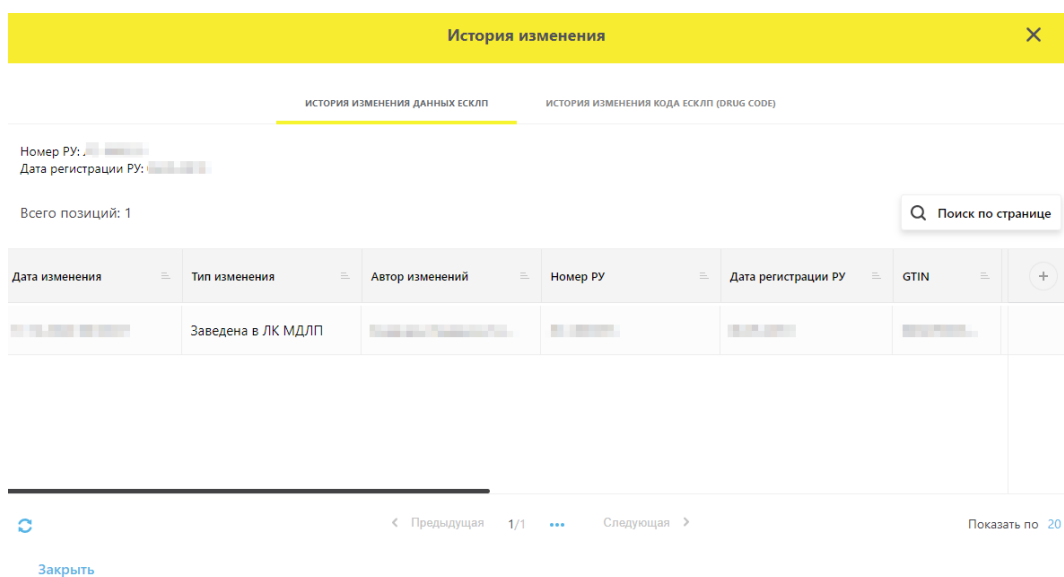 История изменения
ИСТОРИЯ ИЗМЕНЕНИЯ ДАННЫХ ЕСКЛП ИСТОРИЯ ИЗМЕНЕНИЯ КОДА ЕСКЛП (DRUG CODE)
Номер РУ:
Дата регистрации РУ:
Всего позиций: 1
Поиск по странице
Дата изменения Тип изменения Автор изменений Номер РУ Дата регистрации РУ GTIN
Заведена в ЛК МДЛП
Предыдущая 1/1 ••• Следующая Показать по 20
Закрыть